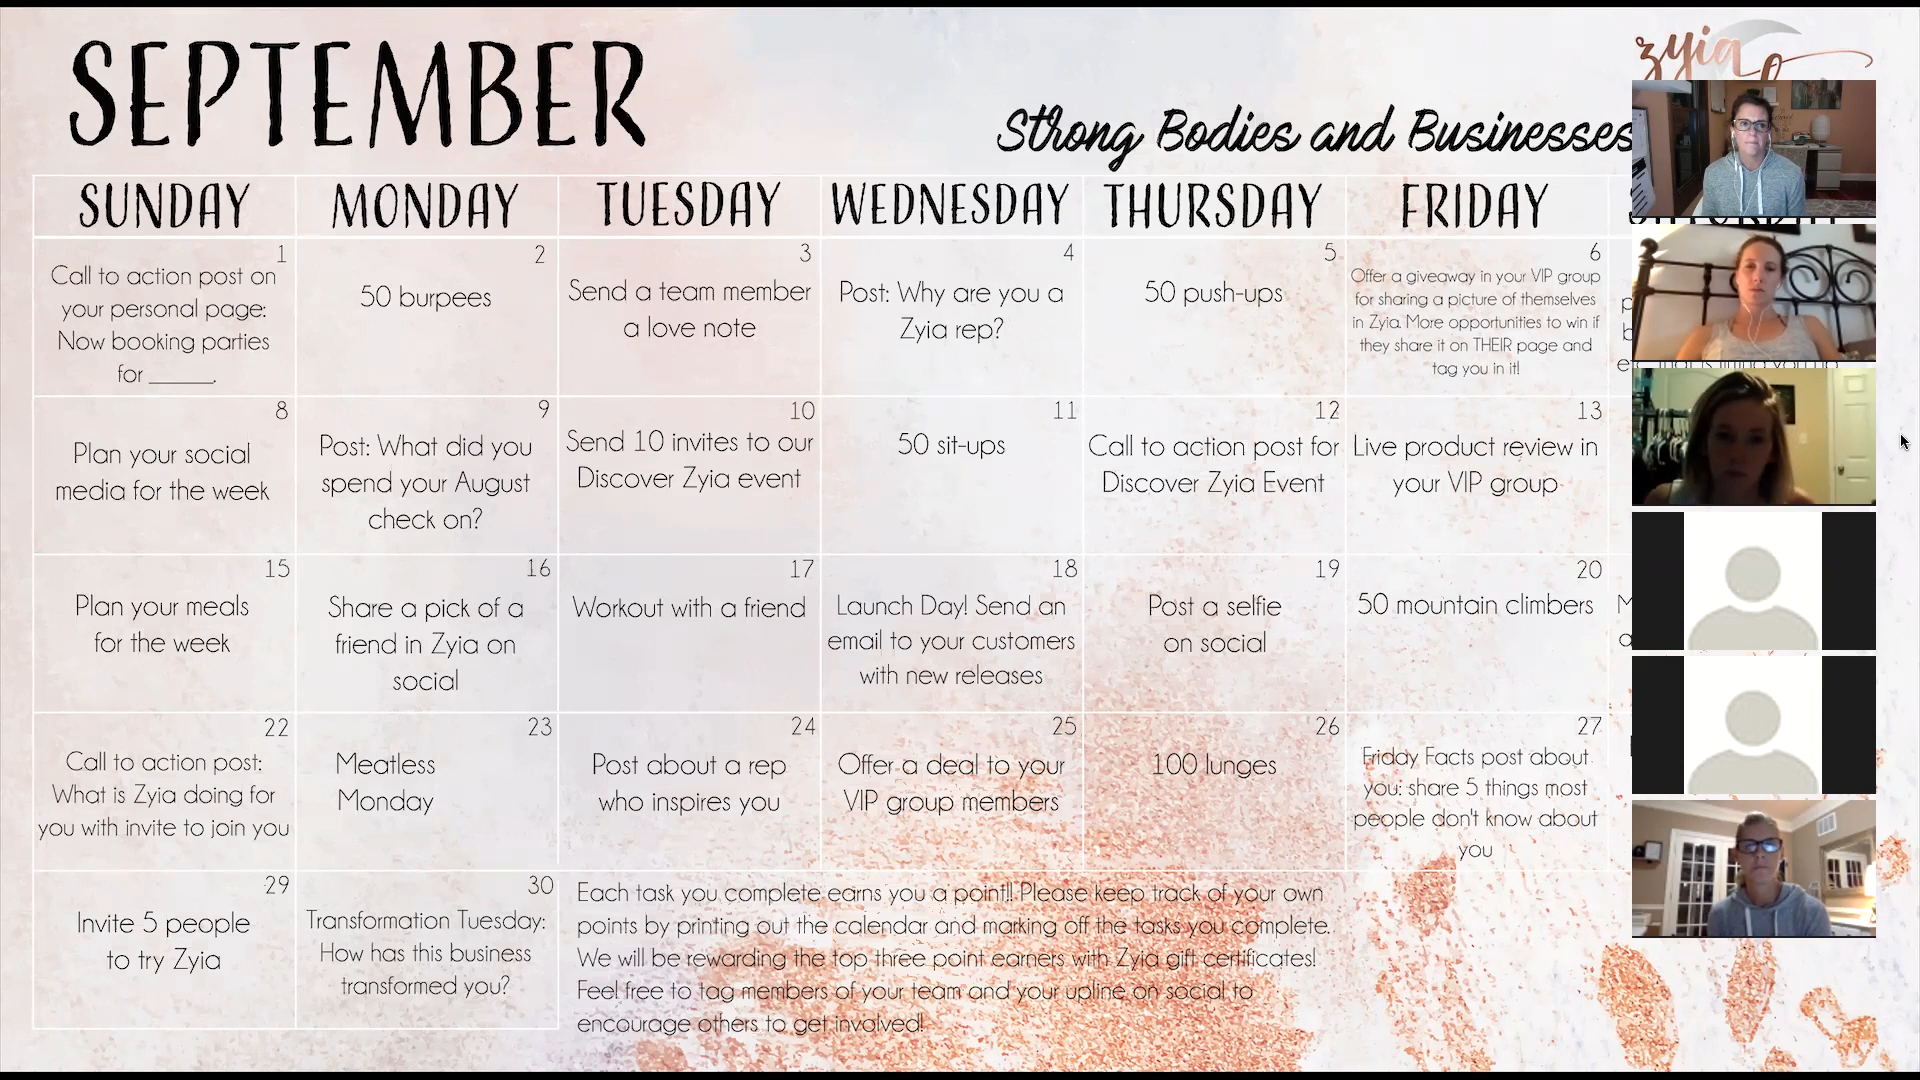 SEPTEMBER
zyia
Strong Bodies and Businesses
SUNDAY MONDAY TUESDAY WEDNESDAY THURSDAY FRIDAY
1
Call to action post on
your personal page:
Now booking parties
for ______.
2
50 burpees
3
Send a team member
a love note
4
Post: Why are you a
Zyia rep?
5
50 push-ups
6
Offer a giveaway in your VIP group
for sharing a picture of themselves
in Zyia. More opportunities to win if
they share it on THEIR page and
tag you in it!
8
Plan your social
media for the week
9
Post: What did you
spend your August
check on?
10
Send 10 invites to our
Discover Zyia event
11
50 sit-ups
12
Call to action post for
Discover Zyia Event
13
Live product review in
your VIP group
15
Plan your meals
for the week
16
Share a pick of a
friend in Zyia on
social
17
Workout with a friend
18
Launch Day! Send an
email to your customers
with new releases
19
Post a selfie
on social
20
50 mountain climbers
22
Call to action post:
What is Zyia doing for
you with invite to join you
23
Meatless
Monday
24
Post about a rep
who inspires you
25
Offer a deal to your
VIP group members
26
100 lunges
27
Friday Facts post about
you: share 5 things most
people don't know about
you
29
Invite 5 people
to try Zyia
30
Transformation Tuesday:
How has this business
transformed you?
Each task you complete earns you a point!! Please keep track of your own
points by printing out the calendar and marking off the tasks you complete.
We will be rewarding the top three point earners with Zyia gift certificates!
Feel free to tag members of your team and your upline on social to
encourage others to get involved!